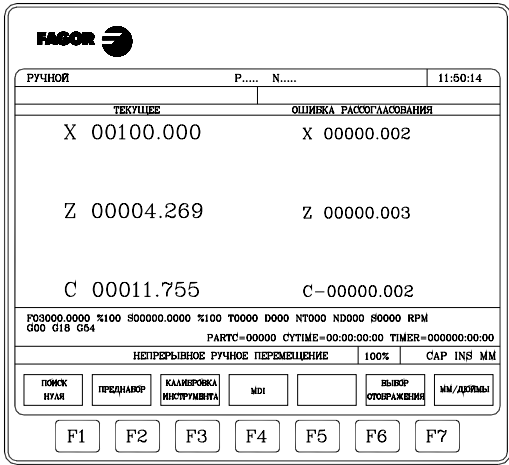 FAGOR
РУЧНОЙ P..... N..... 11:50:14
ТЕКУЩЕЕ ОШИБКА РАССОГЛАСОВАНИЯ
X 00100.000 X 00000.002
Z 00004.269 Z 00000.003
C 00011.755 C-00000.002
F03000.0000 %100 S00000.0000 %100 T0000 D000 NT000 ND000 S0000 RPM
G00 G18 G54
PARTC=00000 CYTIME=00:00:00:00 TIMER=000000:00:00
НЕПРЕРЫВНОЕ РУЧНОЕ ПЕРЕМЕЩЕНИЕ 100% CAP INS MM
ПОИСК НУЛЯ ПРЕДНАБОР КАЛИБРОВКА ИНСТРУМЕНТА MDI ВЫБОР ОТОБРАЖЕНИЯ ММ/ДЮЙМЫ
F1 F2 F3 F4 F5 F6 F7